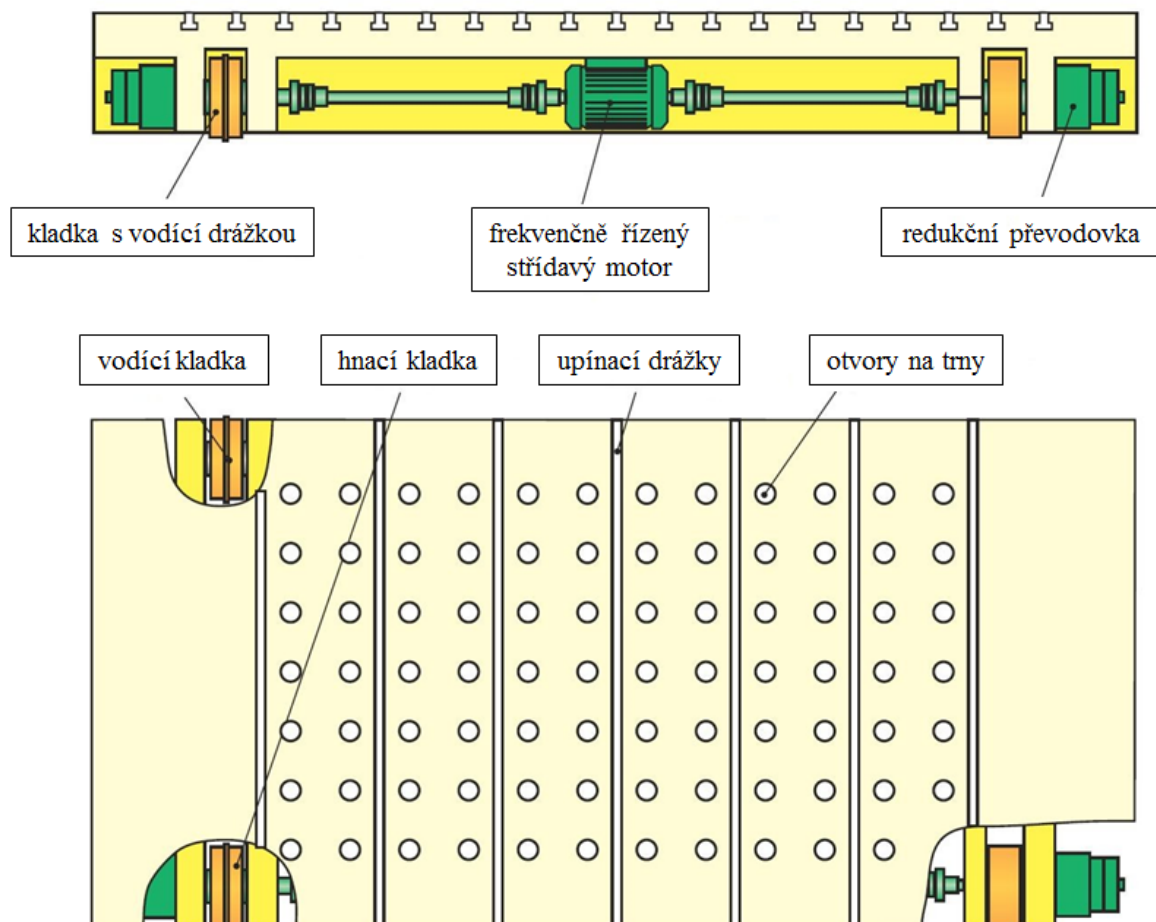 kladka s vodící drážkou
frekvenčně řízený
střídavý motor
redukční převodovka
vodící kladka
hnací kladka
upínací drážky
otvory na trny